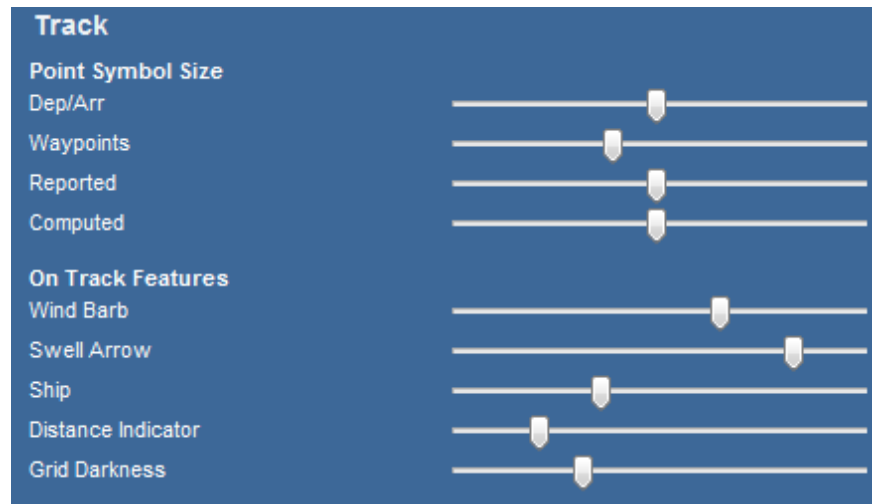 Track
Point Symbol Size
Dep/Arr
Waypoints
Reported
Computed
On Track Features
Wind Barb
Swell Arrow
Ship
Distance Indicator
Grid Darkness